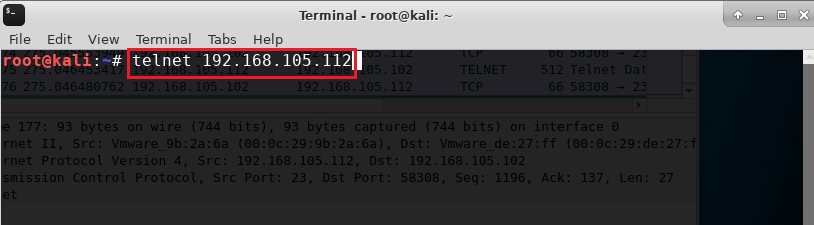 Terminal - root@kali: ~
File Edit View Terminal Tabs Help
root@kali:~# telnet 192.168.105.112
TCP 66 58308 → 23
75 275.046453417 192.168.105.112 192.168.105.102 TELNET 512 Telnet Dat
76 275.046480762 192.168.105.102 192.168.105.112 TCP 66 58308 → 23
e 177: 93 bytes on wire (744 bits), 93 bytes captured (744 bits) on interface 0
rnet II, Src: Vmware_9b:2a:6a (00:0c:29:9b:2a:6a), Dst: Vmware_de:27:ff (00:0c:29:de:27:f
rnet Protocol Version 4, Src: 192.168.105.112, Dst: 192.168.105.102
smission Control Protocol, Src Port: 23, Dst Port: 58308, Seq: 1196, Ack: 137, Len: 27
et